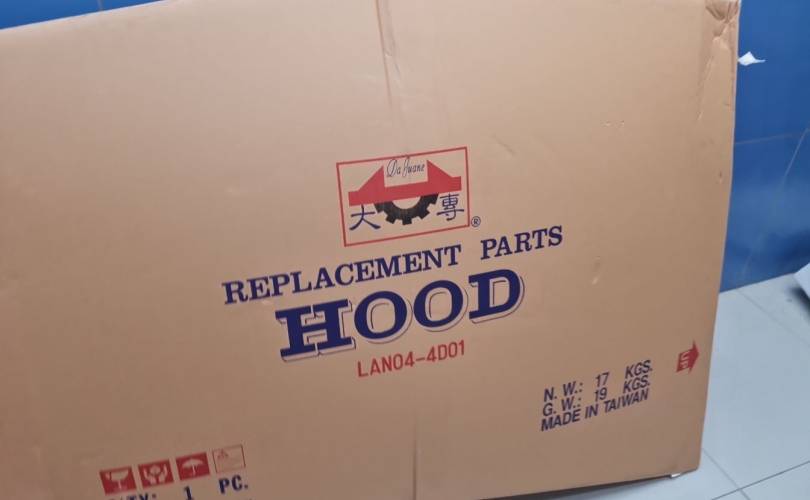 Da Juane
大 專 ®
REPLACEMENT PARTS
HOOD
LAN04-4D01
N. W.: 17 KGS.
G. W.: 19 KGS.
MADE IN TAIWAN
1 PC.